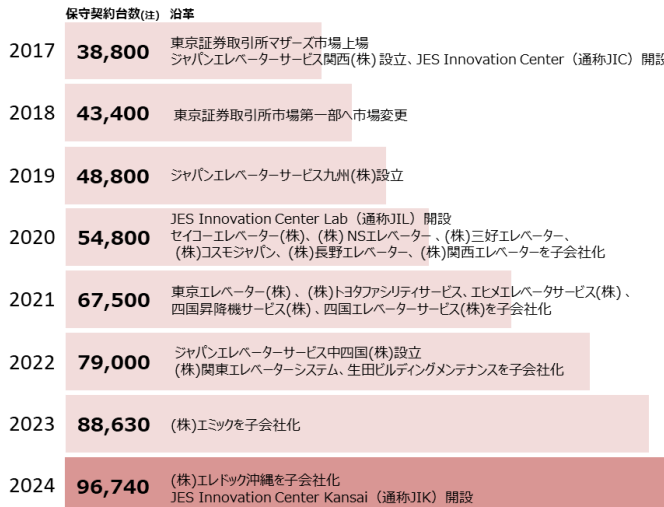 保守契約台数(注) 沿革
2017 38,800 東京証券取引所マザーズ市場上場
ジャパンエレベーターサービス関西(株) 設立、JES Innovation Center（通称JIC）開設
2018 43,400 東京証券取引所市場第一部へ市場変更
2019 48,800 ジャパンエレベーターサービス九州(株)設立
2020 54,800 JES Innovation Center Lab（通称JIL）開設
セイコーエレベーター(株)、(株) NSエレベーター 、(株)三好エレベーター、
(株)コスモジャパン、(株)長野エレベーター、(株)関西エレベーターを子会社化
2021 67,500 東京エレベーター(株) 、(株)トヨタファシリティサービス、エヒメエレベータサービス(株) 、
四国昇降機サービス(株) 、四国エレベーターサービス(株)を子会社化
2022 79,000 ジャパンエレベーターサービス中四国(株)設立
(株)関東エレベーターシステム、生田ビルディングメンテナンスを子会社化
2023 88,630 (株)エミックを子会社化
2024 96,740 (株)エレドック沖縄を子会社化
JES Innovation Center Kansai（通称JIK）開設